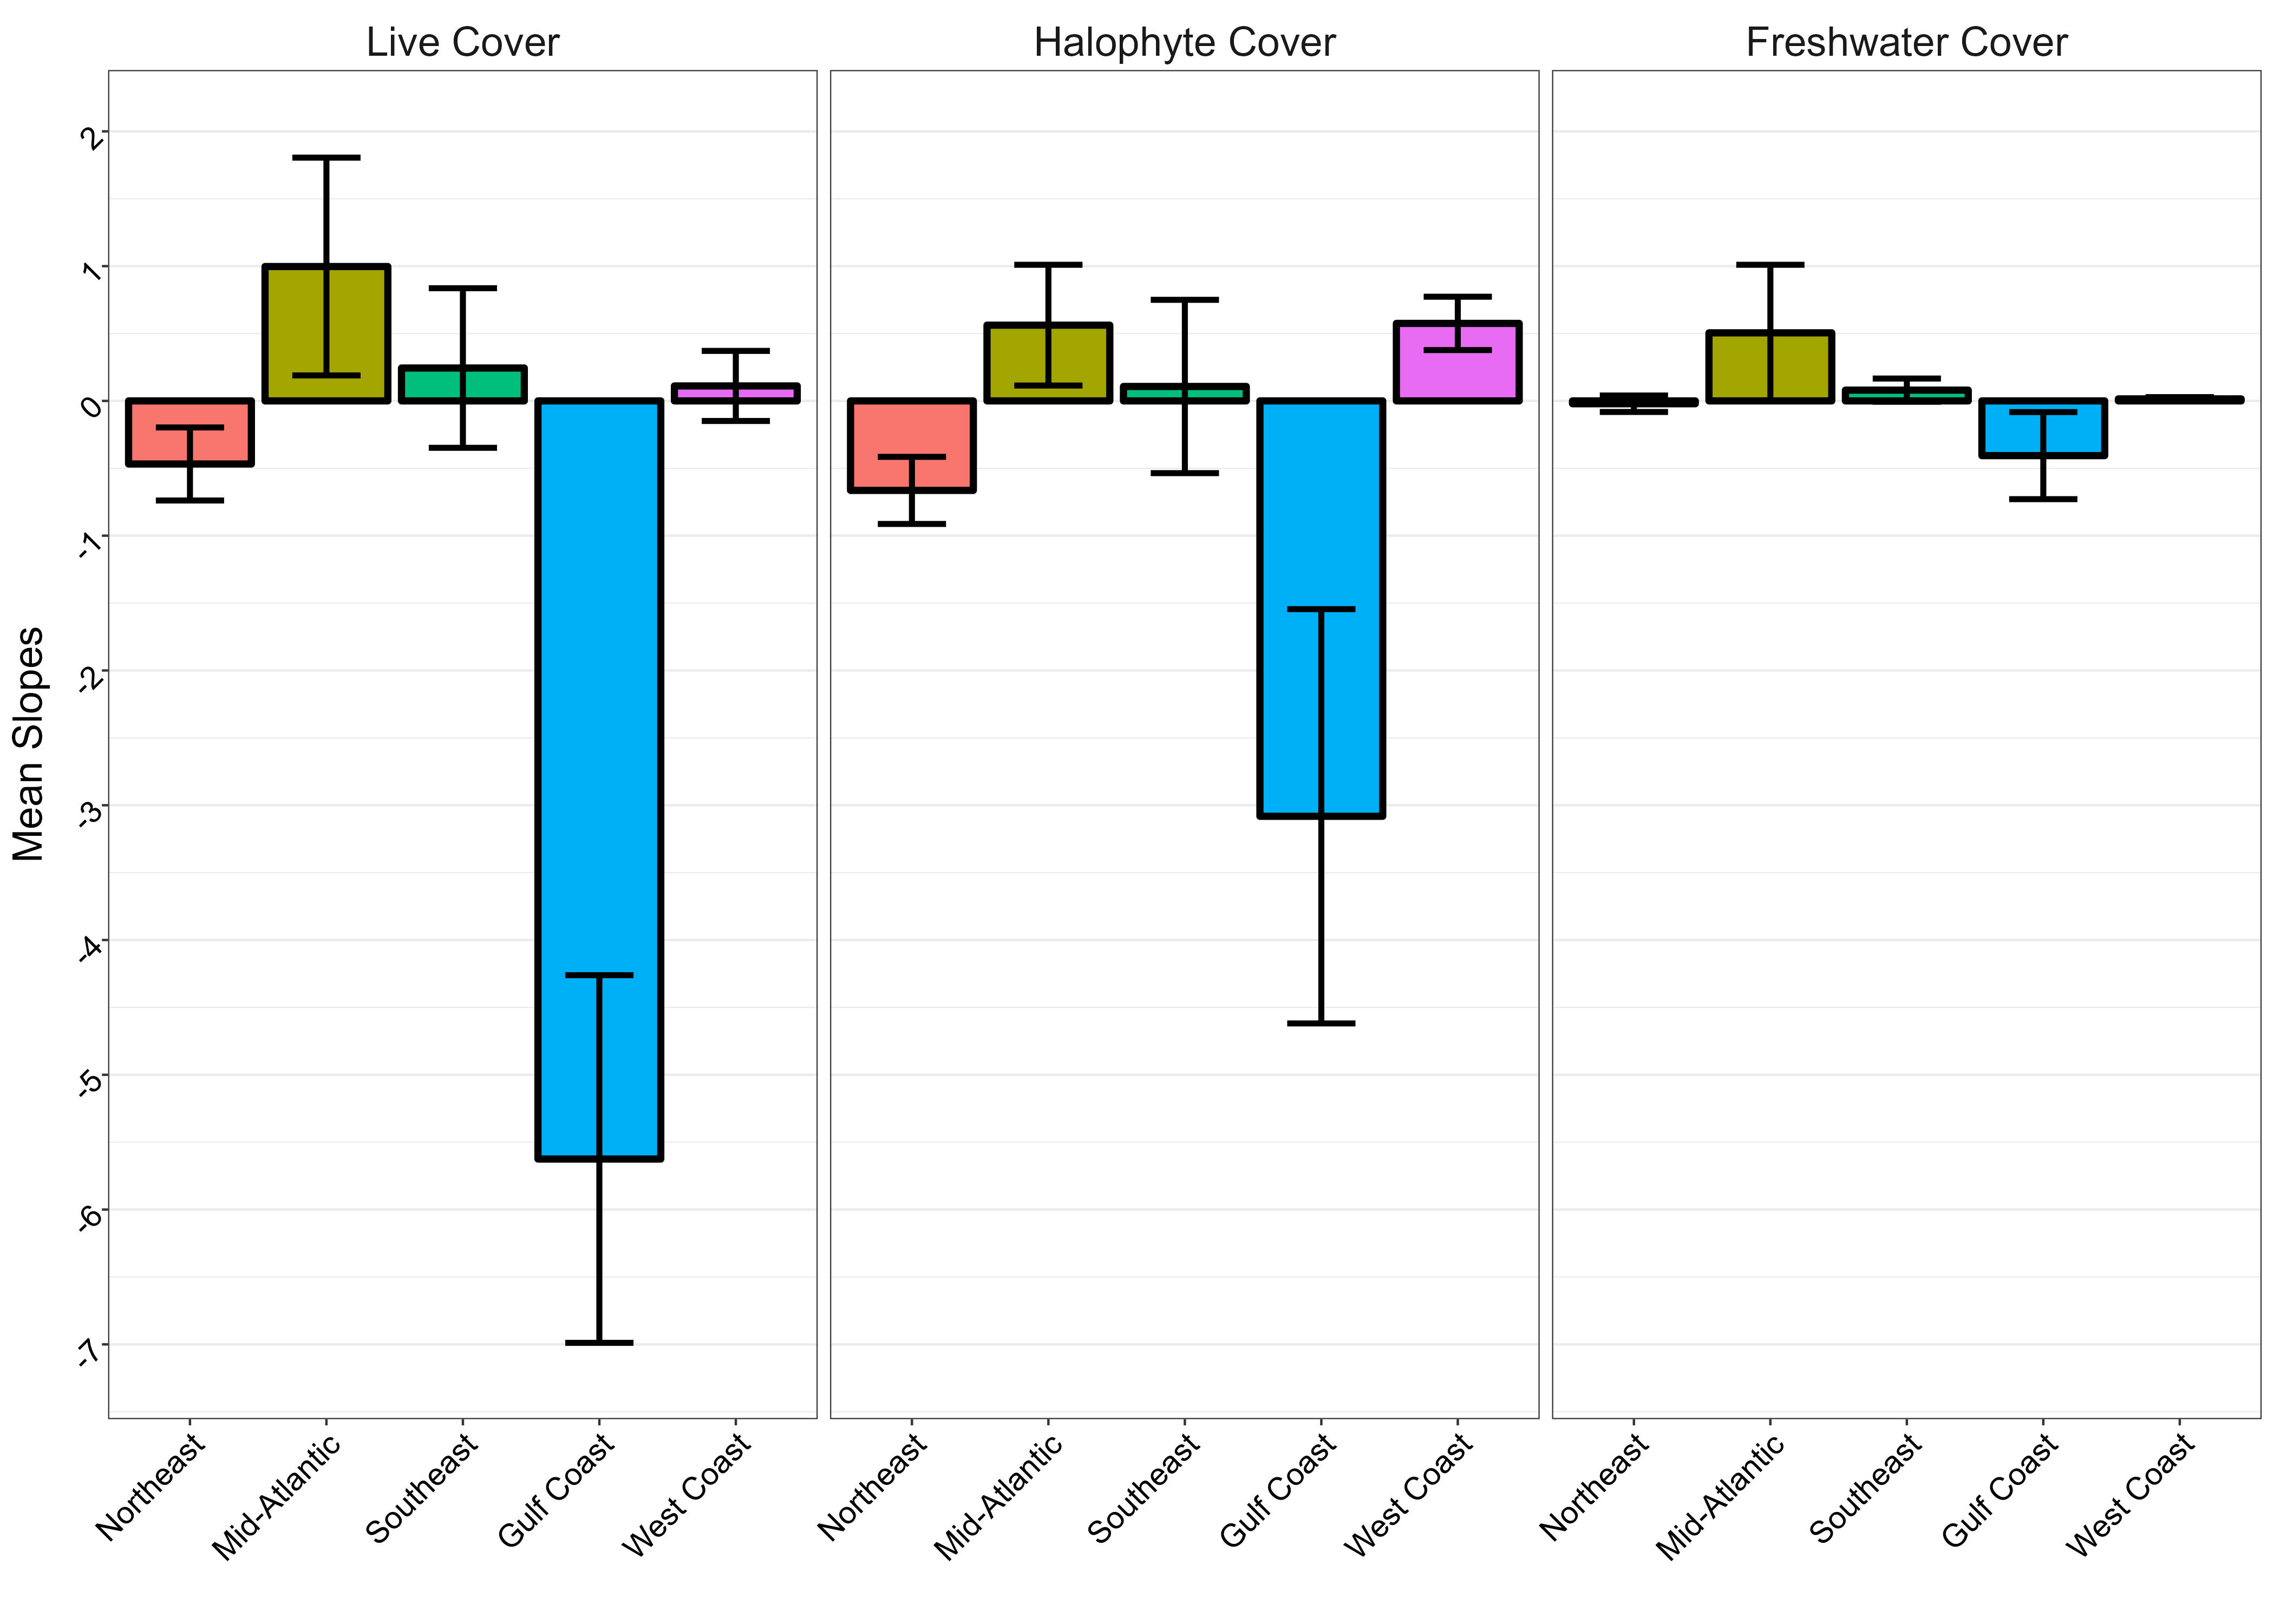 Live Cover
Halophyte Cover
Freshwater Cover
Mean Slopes
2
1
0
-1
-2
-3
-4
-5
-6
-7
Northeast
Mid-Atlantic
Southeast
Gulf Coast
West Coast
Northeast
Mid-Atlantic
Southeast
Gulf Coast
West Coast
Northeast
Mid-Atlantic
Southeast
Gulf Coast
West Coast